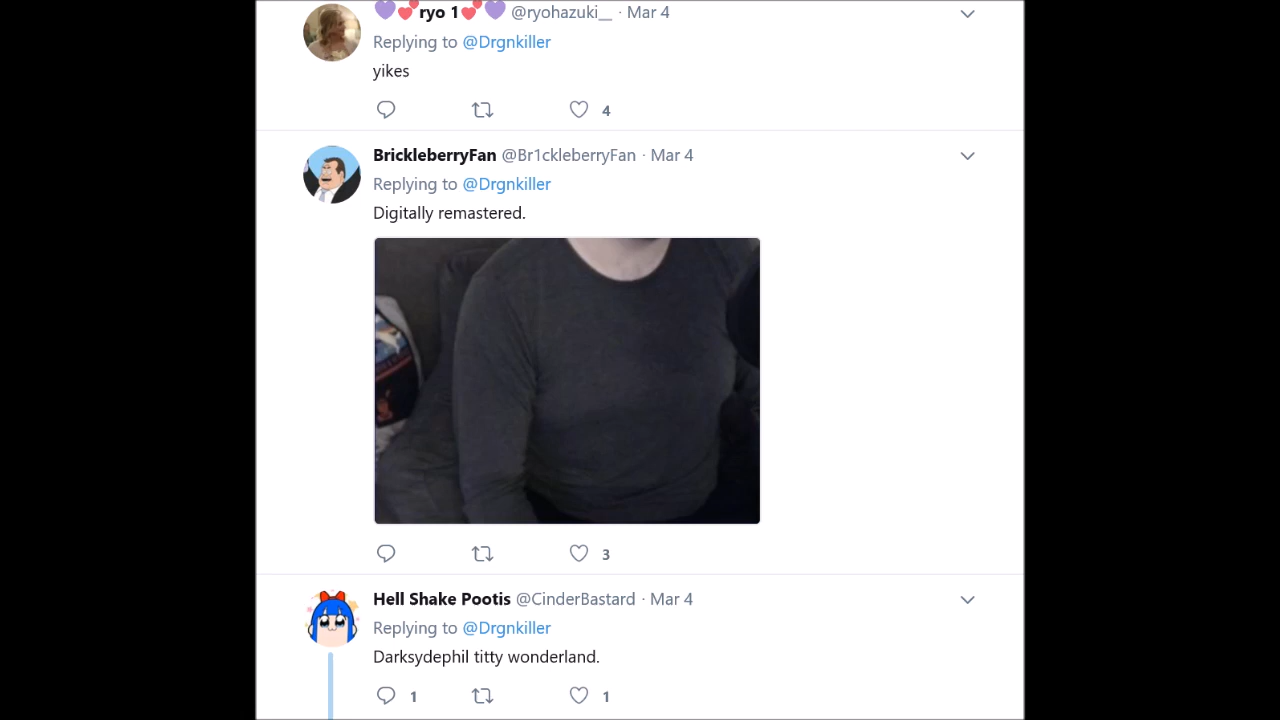 💜💕ryo 1💕💜 @ryohazuki__ · Mar 4
Replying to @Drgnkiller
yikes
4
BrickleberryFan @Br1ckleberryFan · Mar 4
Replying to @Drgnkiller
Digitally remastered.
3
Hell Shake Pootis @CinderBastard · Mar 4
Replying to @Drgnkiller
Darksydephil titty wonderland.
1 1